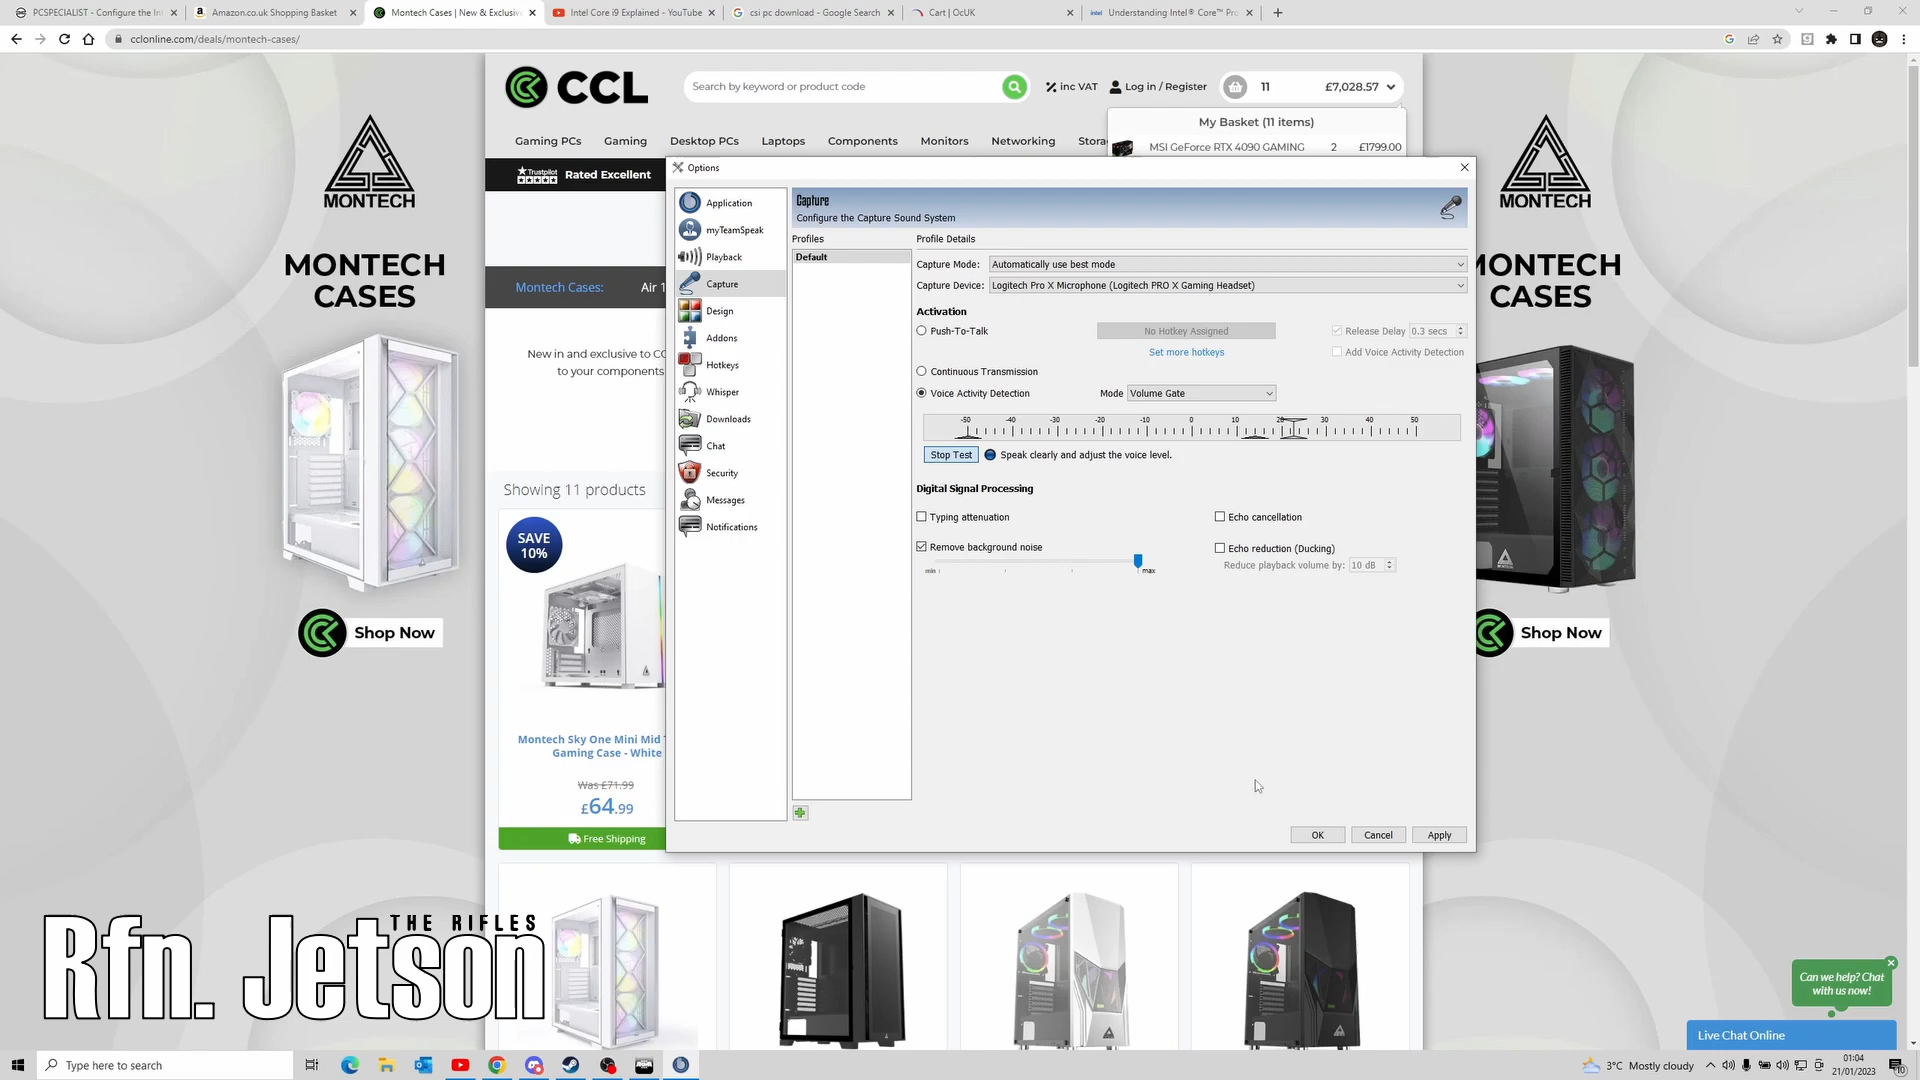 PCSPECIALIST - Configure the In
Amazon.co.uk Shopping Basket
Montech Cases | New & Exclusiv
Intel Core i9 Explained - YouTube
csi pc download - Google Search
Cart | OcUK
Understanding Intel® Core™ Pro
cclonline.com/deals/montech-cases/
CCL
Search by keyword or product code
inc VAT
Log in / Register
11
£7,028.57
My Basket (11 items)
MSI GeForce RTX 4090 GAMING 2 £1799.00
Gaming PCs
Gaming
Desktop PCs
Laptops
Components
Monitors
Networking
Stora
Trustpilot
Rated Excellent
MONTECH
MONTECH
CASES
Shop Now
MONTECH
MONTECH
CASES
Shop Now
Montech Cases:
Air 1
New in and exclusive to CC
to your components
Showing 11 products
SAVE
10%
Montech Sky One Mini Mid T
Gaming Case - White
Was £71.99
£64.99
Free Shipping
Options
Application
myTeamSpeak
Playback
Capture
Design
Addons
Hotkeys
Whisper
Downloads
Chat
Security
Messages
Notifications
Capture
Configure the Capture Sound System
Profiles
Default
Profile Details
Capture Mode: Automatically use best mode
Capture Device: Logitech Pro X Microphone (Logitech PRO X Gaming Headset)
Activation
Push-To-Talk
No Hotkey Assigned
Release Delay 0.3 secs
Set more hotkeys
Add Voice Activity Detection
Continuous Transmission
Voice Activity Detection
Mode Volume Gate
-50 -40 -30 -20 -10 0 10 20 30 40 50
Stop Test
Speak clearly and adjust the voice level.
Digital Signal Processing
Typing attenuation
Echo cancellation
Remove background noise
Echo reduction (Ducking)
min
max
Reduce playback volume by: 10 dB
OK
Cancel
Apply
THE RIFLES
Rfn. Jetson
Can we help? Chat
with us now!
Live Chat Online
Type here to search
3°C Mostly cloudy
01:04
21/01/2023